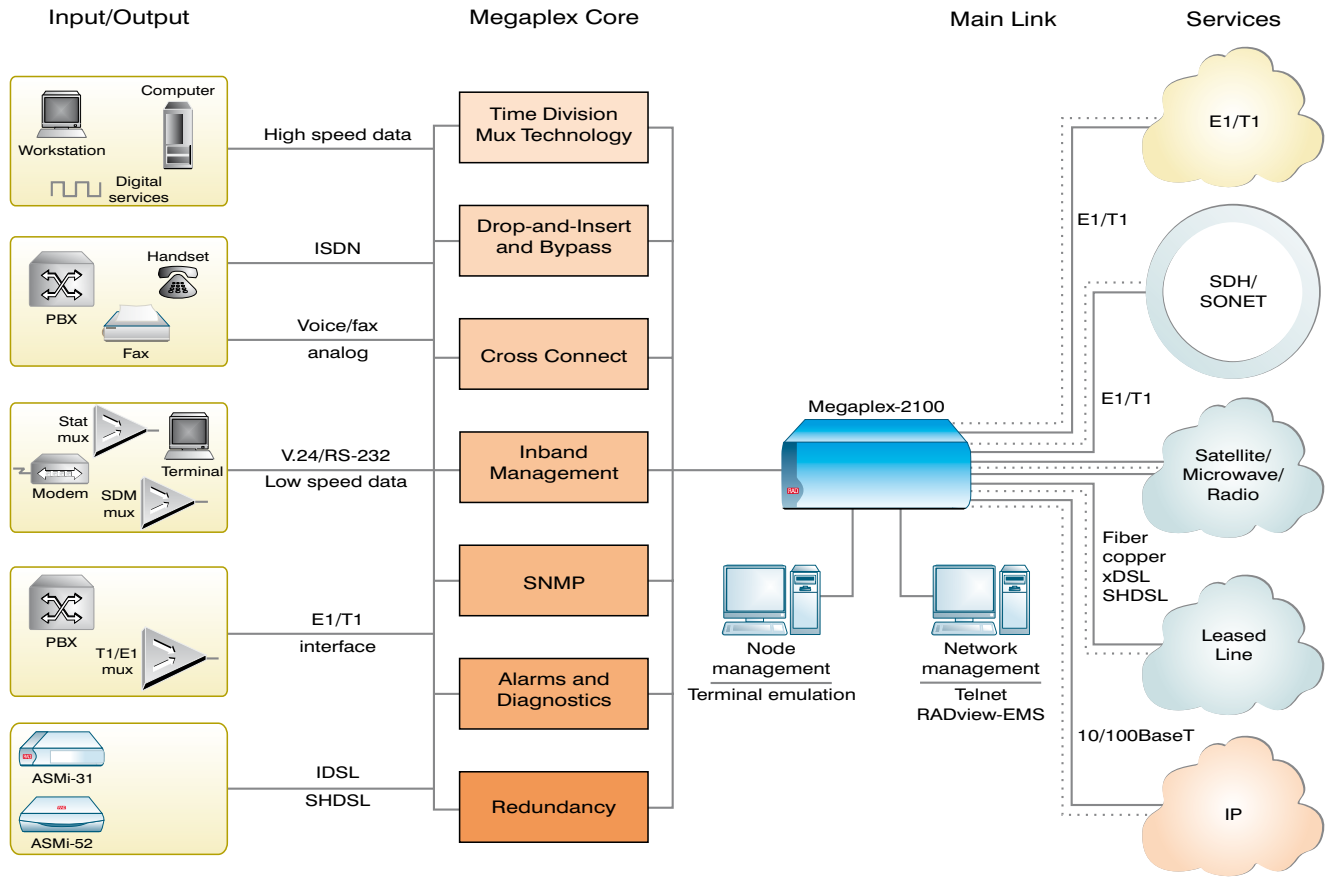 Input/Output
Megaplex Core
Main Link
Services
Computer
Workstation
Digital
services
High speed data
Handset
PBX
Fax
ISDN
Voice/fax
analog
Stat
mux
Terminal
Modem
SDM
mux
V.24/RS-232
Low speed data
PBX
T1/E1
mux
E1/T1
interface
RAD
ASMi-31
RAD
ASMi-52
IDSL
SHDSL
Time Division
Mux Technology
Drop-and-Insert
and Bypass
Cross Connect
Inband
Management
SNMP
Alarms and
Diagnostics
Redundancy
Megaplex-2100
RAD
Node
management
Terminal emulation
Network
management
Telnet
RADview-EMS
E1/T1
E1/T1
Fiber
copper
xDSL
SHDSL
10/100BaseT
E1/T1
SDH/
SONET
Satellite/
Microwave/
Radio
Leased
Line
IP